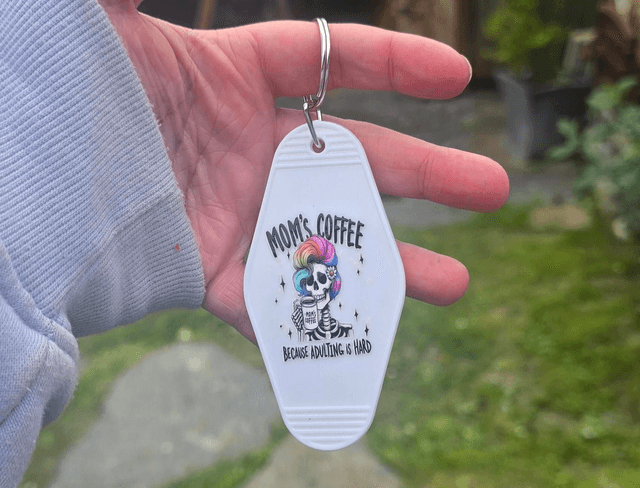 MOM'S COFFEE
MOM'S
COFFEE
BECAUSE ADULTING IS HARD